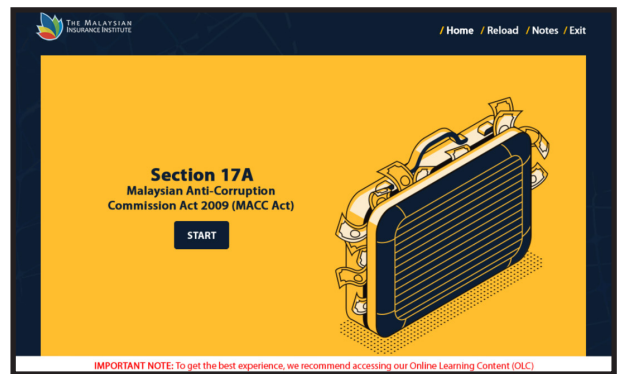 THE MALAYSIAN
INSURANCE INSTITUTE
/ Home / Reload / Notes / Exit
Section 17A
Malaysian Anti-Corruption
Commission Act 2009 (MACC Act)
START
IMPORTANT NOTE: To get the best experience, we recommend accessing our Online Learning Content (OLC)